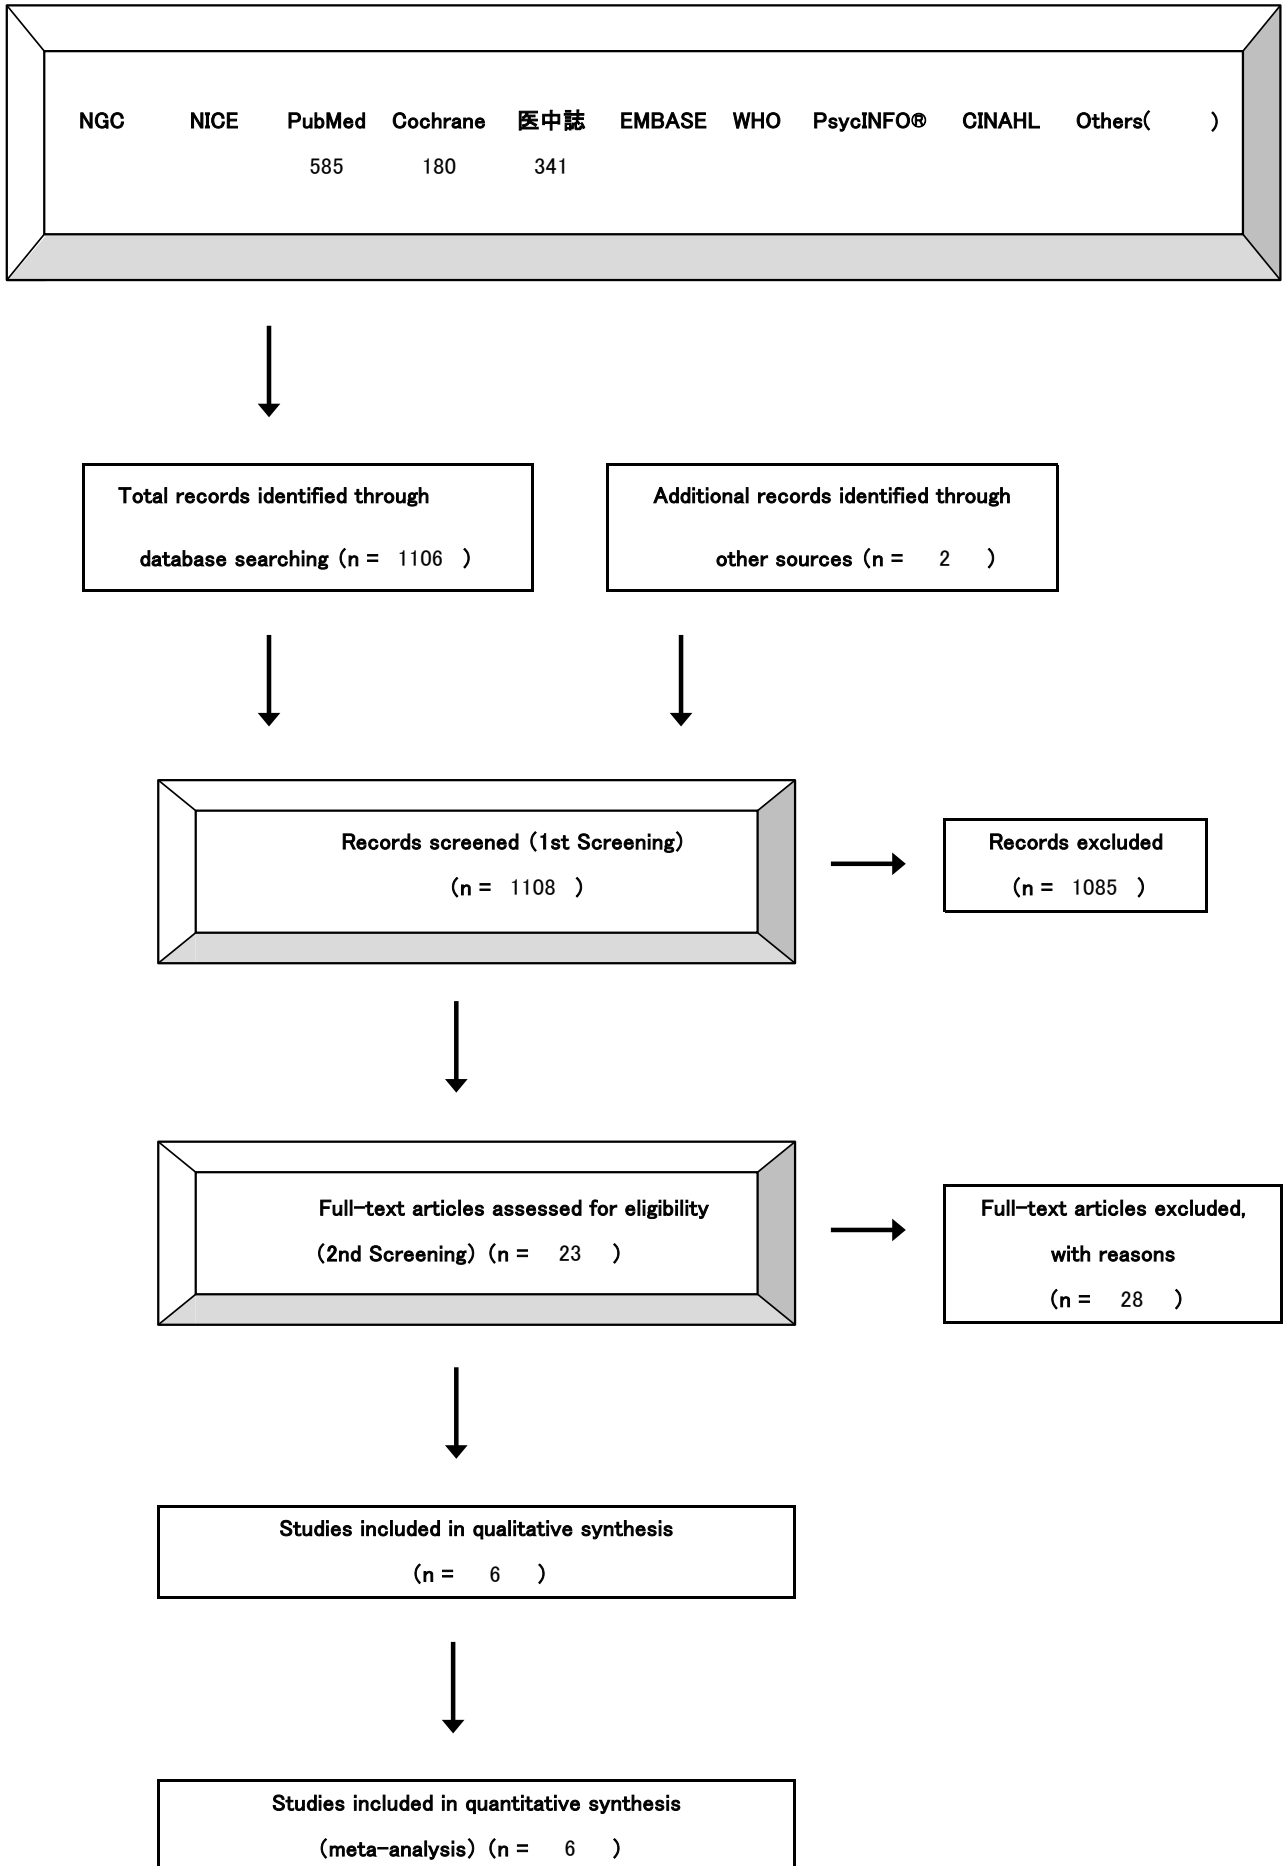 NGC NICE PubMed Cochrane 医中誌 EMBASE WHO PsycINFO® CINAHL Others( )
585 180 341
Total records identified through
database searching (n = 1106 )
Additional records identified through
other sources (n = 2 )
Records screened (1st Screening)
(n = 1108 )
Records excluded
(n = 1085 )
Full-text articles assessed for eligibility
(2nd Screening) (n = 23 )
Full-text articles excluded,
with reasons
(n = 28 )
Studies included in qualitative synthesis
(n = 6 )
Studies included in quantitative synthesis
(meta-analysis) (n = 6 )